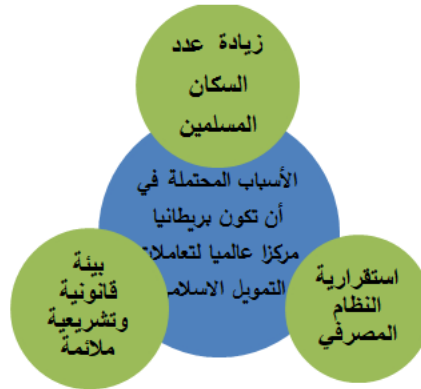 زيادة عدد
السكان
المسلمين
الأسباب المحتملة في
أن تكون بريطانيا
مركزا عالميا لتعاملات
التمويل الاسلامي
بيئة
قانونية
وتشريعية
ملائمة
استقرارية
النظام
المصرفي